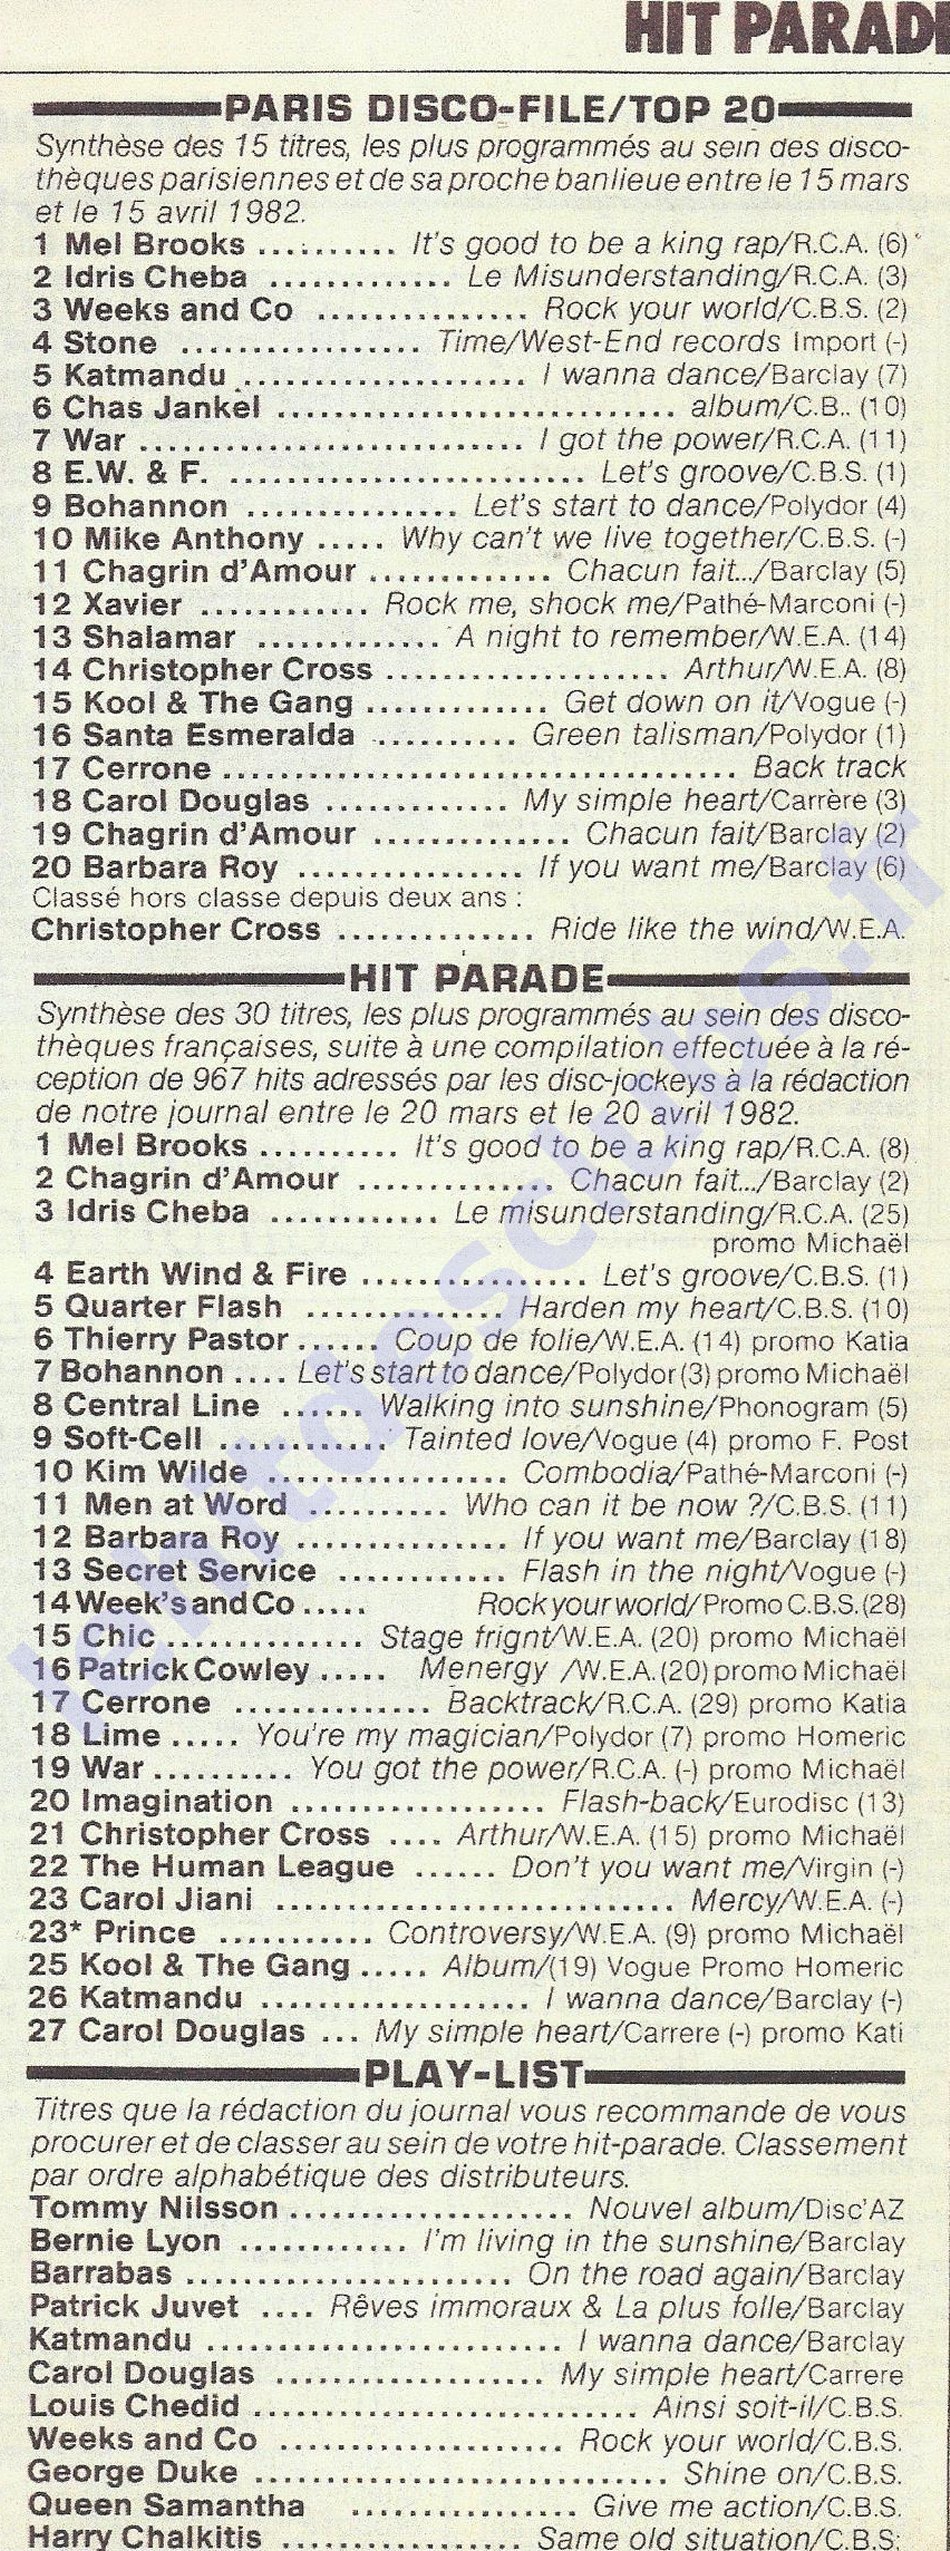 HIT PARADE
PARIS DISCO-FILE/TOP 20
Synthèse des 15 titres, les plus programmés au sein des disco-
thèques parisiennes et de sa proche banlieue entre le 15 mars
et le 15 avril 1982.
1 Mel Brooks .......... It's good to be a king rap/R.C.A. (6)
2 Idris Cheba ............. Le Misunderstanding/R.C.A. (3)
3 Weeks and Co ............... Rock your world/C.B.S. (2)
4 Stone ................. Time/West-End records Import (-)
5 Katmandu .................... I wanna dance/Barclay (7)
6 Chas Jankel ............................. album/C.B.. (10)
7 War ........................... I got the power/R.C.A. (11)
8 E.W. & F. ......................... Let's groove/C.B.S. (1)
9 Bohannon ............... Let's start to dance/Polydor (4)
10 Mike Anthony ..... Why can't we live together/C.B.S. (-)
11 Chagrin d'Amour ............. Chacun fait.../Barclay (5)
12 Xavier ............ Rock me, shock me/Pathé-Marconi (-)
13 Shalamar ............. A night to remember/W.E.A. (14)
14 Christopher Cross .................... Arthur/W.E.A. (8)
15 Kool & The Gang ............. Get down on it/Vogue (-)
16 Santa Esmeralda .......... Green talisman/Polydor (1)
17 Cerrone .................................... Back track
18 Carol Douglas ............. My simple heart/Carrère (3)
19 Chagrin d'Amour .............. Chacun fait/Barclay (2)
20 Barbara Roy ................ If you want me/Barclay (6)
Classé hors classe depuis deux ans :
Christopher Cross .............. Ride like the wind/W.E.A.
HIT PARADE
Synthèse des 30 titres, les plus programmés au sein des disco-
thèques françaises, suite à une compilation effectuée à la ré-
ception de 967 hits adressés par les disc-jockeys à la rédaction
de notre journal entre le 20 mars et le 20 avril 1982.
1 Mel Brooks .......... It's good to be a king rap/R.C.A. (8)
2 Chagrin d'Amour .............. Chacun fait.../Barclay (2)
3 Idris Cheba ............ Le misunderstanding/R.C.A. (25)
promo Michaël
4 Earth Wind & Fire ................ Let's groove/C.B.S. (1)
5 Quarter Flash .............. Harden my heart/C.B.S. (10)
6 Thierry Pastor ...... Coup de folie/W.E.A. (14) promo Katia
7 Bohannon .... Let's start to dance/Polydor (3) promo Michaël
8 Central Line ...... Walking into sunshine/Phonogram (5)
9 Soft-Cell ............ Tainted love/Vogue (4) promo F. Post
10 Kim Wilde ................. Combodia/Pathé-Marconi (-)
11 Men at Word .......... Who can it be now ?/C.B.S. (11)
12 Barbara Roy ............... If you want me/Barclay (18)
13 Secret Service ............ Flash in the night/Vogue (-)
14 Week's and Co ..... Rock your world/Promo C.B.S. (28)
15 Chic .............. Stage frignt/W.E.A. (20) promo Michaël
16 Patrick Cowley ..... Menergy /W.E.A. (20) promo Michaël
17 Cerrone .............. Backtrack/R.C.A. (29) promo Katia
18 Lime ..... You're my magician/Polydor (7) promo Homeric
19 War .......... You got the power/R.C.A. (-) promo Michaël
20 Imagination .................. Flash-back/Eurodisc (13)
21 Christopher Cross .... Arthur/W.E.A. (15) promo Michaël
22 The Human League ...... Don't you want me/Virgin (-)
23 Carol Jiani .............................. Mercy/W.E.A. (-)
23* Prince ........... Controversy/W.E.A. (9) promo Michaël
25 Kool & The Gang ..... Album/(19) Vogue Promo Homeric
26 Katmandu ................... I wanna dance/Barclay (-)
27 Carol Douglas ... My simple heart/Carrere (-) promo Kati
PLAY-LIST
Titres que la rédaction du journal vous recommande de vous
procurer et de classer au sein de votre hit-parade. Classement
par ordre alphabétique des distributeurs.
Tommy Nilsson .................... Nouvel album/Disc'AZ
Bernie Lyon ............ I'm living in the sunshine/Barclay
Barrabas ....................... On the road again/Barclay
Patrick Juvet .... Rêves immoraux & La plus folle/Barclay
Katmandu ......................... I wanna dance/Barclay
Carol Douglas ................... My simple heart/Carrere
Louis Chedid ........................... Ainsi soit-il/C.B.S.
Weeks and Co .................... Rock your world/C.B.S.
George Duke ............................. Shine on/C.B.S.
Queen Samantha ................ Give me action/C.B.S.
Harry Chalkitis ................. Same old situation/C.B.S.